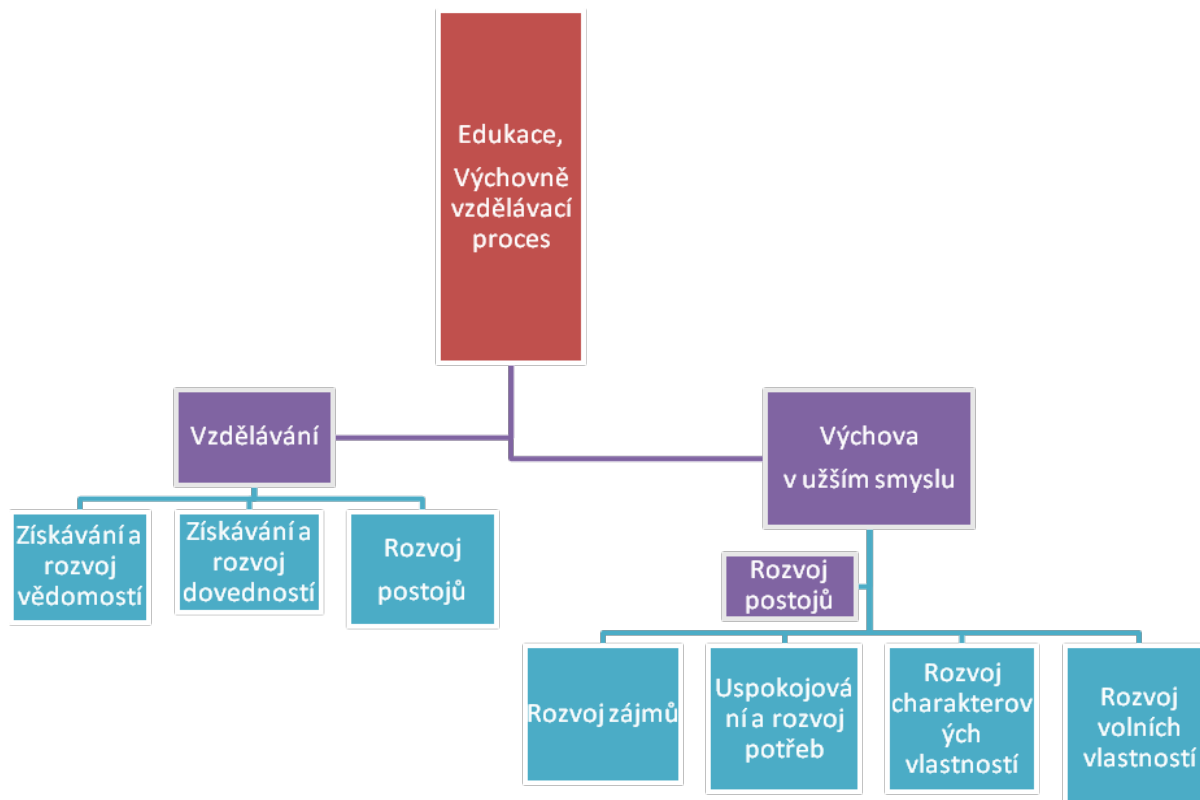 Edukace,
Výchovně
vzdělávací
proces
Vzdělávání
Výchova
v užším smyslu
Získávání a
rozvoj
vědomostí
Získávání a
rozvoj
dovedností
Rozvoj
postojů
Rozvoj
postojů
Rozvoj zájmů
Uspokojová
ní a rozvoj
potřeb
Rozvoj
charakterov
ých
vlastností
Rozvoj
volních
vlastností